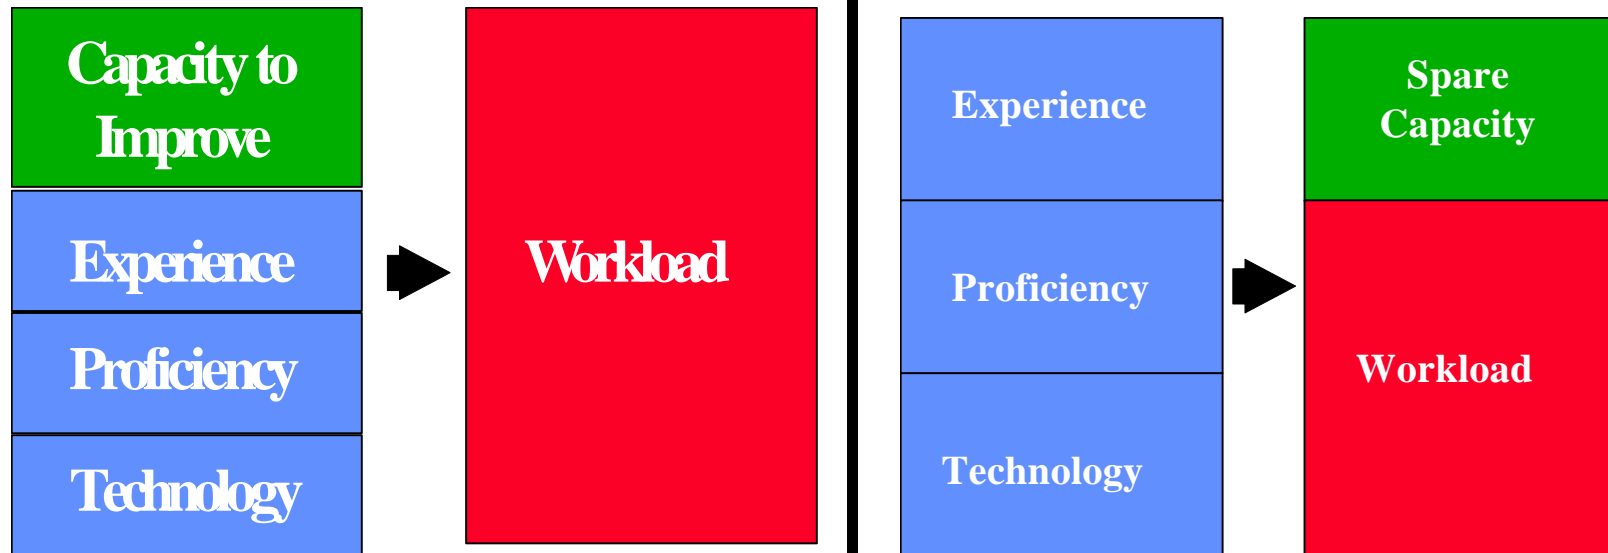 Capacity to
Improve
Experience
Proficiency
Technology
Workload
Experience
Proficiency
Technology
Spare
Capacity
Workload